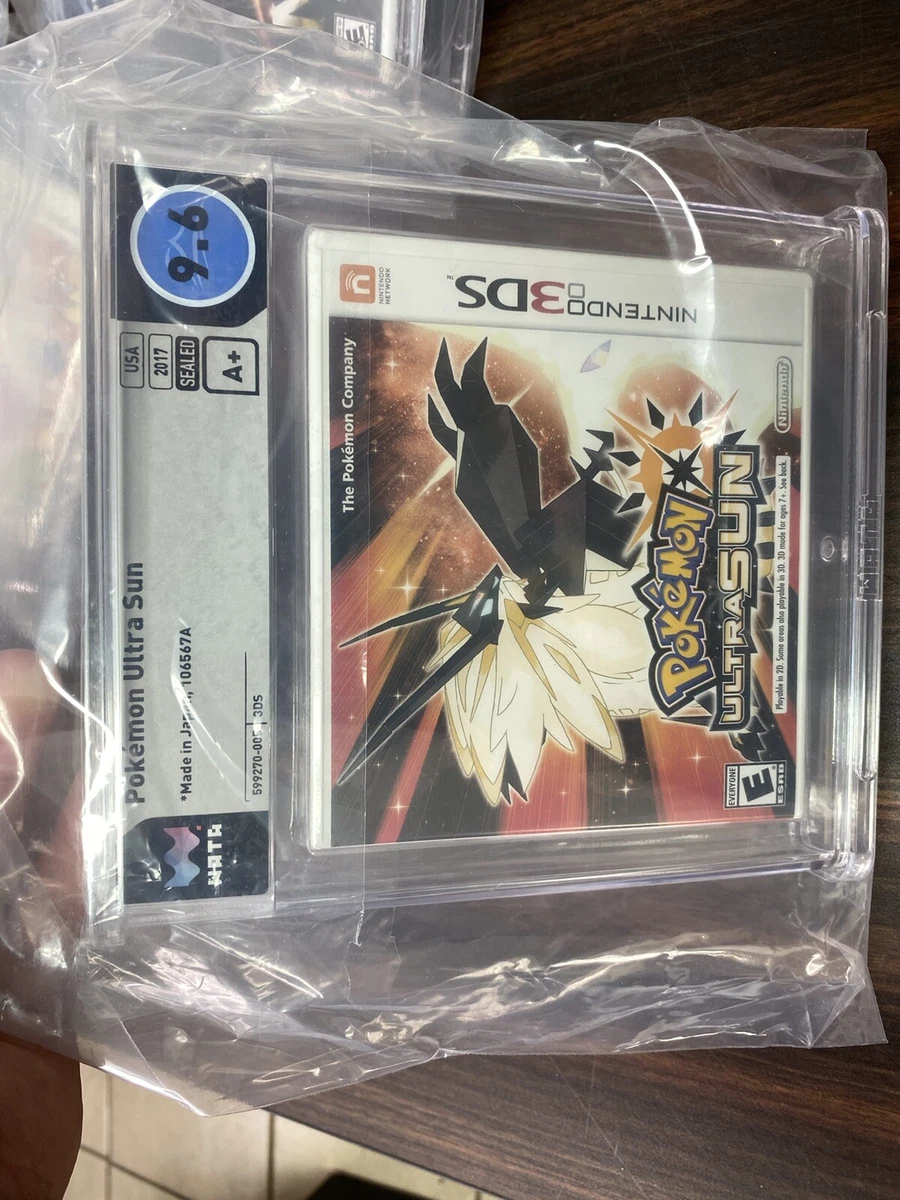 WATA
Pokémon Ultra Sun
*Made in Japan, 106567A
3DS
USA
2017
SEALED
A+
9.6
NINTENDO 3DS™
NINTENDO
NETWORK
The Pokémon Company
Nintendo
POKéMON
ULTRA SUN
Playable in 2D. Some areas also playable in 3D. 3D mode for ages 7+. See back.
EVERYONE
E
ESRB
WATA